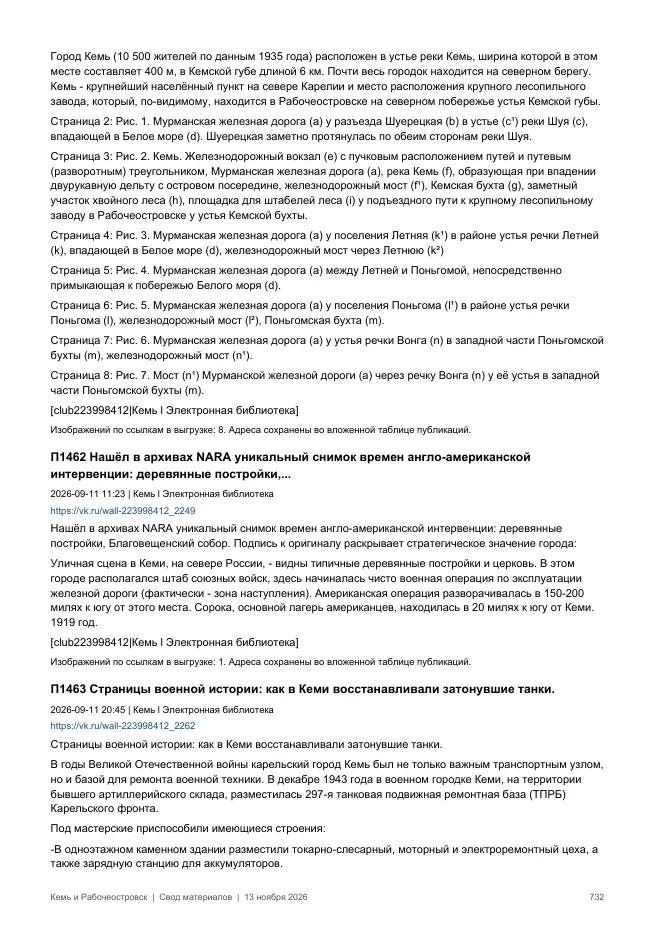 Город Кемь (10 500 жителей по данным 1935 года) расположен в устье реки Кемь, ширина которой в этом
месте составляет 400 м, в Кемской губе длиной 6 км. Почти весь городок находится на северном берегу.
Кемь - крупнейший населённый пункт на севере Карелии и место расположения крупного лесопильного
завода, который, по-видимому, находится в Рабочеостровске на северном побережье устья Кемской губы.
Страница 2: Рис. 1. Мурманская железная дорога (a) у разъезда Шуерецкая (b) в устье (c¹) реки Шуя (c),
впадающей в Белое море (d). Шуерецкая заметно протянулась по обеим сторонам реки Шуя.
Страница 3: Рис. 2. Кемь. Железнодорожный вокзал (e) с пучковым расположением путей и путевым
(разворотным) треугольником, Мурманская железная дорога (a), река Кемь (f), образующая при впадении
двурукавную дельту с островом посередине, железнодорожный мост (f¹), Кемская бухта (g), заметный
участок хвойного леса (h), площадка для штабелей леса (i) у подъездного пути к крупному лесопильному
заводу в Рабочеостровске у устья Кемской бухты.
Страница 4: Рис. 3. Мурманская железная дорога (a) у поселения Летняя (k¹) в районе устья речки Летней
(k), впадающей в Белое море (d), железнодорожный мост через Летнюю (k²)
Страница 5: Рис. 4. Мурманская железная дорога (a) между Летней и Поньгомой, непосредственно
примыкающая к побережью Белого моря (d).
Страница 6: Рис. 5. Мурманская железная дорога (a) у поселения Поньгома (l¹) в районе устья речки
Поньгома (l), железнодорожный мост (l²), Поньгомская бухта (m).
Страница 7: Рис. 6. Мурманская железная дорога (a) у устья речки Вонга (n) в западной части Поньгомской
бухты (m), железнодорожный мост (n¹).
Страница 8: Рис. 7. Мост (n¹) Мурманской железной дороги (a) через речку Вонга (n) у её устья в западной
части Поньгомской бухты (m).
[club223998412|Кемь I Электронная библиотека]
Изображений по ссылкам в выгрузке: 8. Адреса сохранены во вложенной таблице публикаций.
П1462 Нашёл в архивах NARA уникальный снимок времен англо-американской
интервенции: деревянные постройки,...
2026-09-11 11:23 | Кемь I Электронная библиотека
https://vk.ru/wall-223998412_2249
Нашёл в архивах NARA уникальный снимок времен англо-американской интервенции: деревянные
постройки, Благовещенский собор. Подпись к оригиналу раскрывает стратегическое значение города:
Уличная сцена в Кеми, на севере России, - видны типичные деревянные постройки и церковь. В этом
городе располагался штаб союзных войск, здесь начиналась чисто военная операция по эксплуатации
железной дороги (фактически - зона наступления). Американская операция разворачивалась в 150-200
милях к югу от этого места. Сорока, основной лагерь американцев, находилась в 20 милях к югу от Кеми.
1919 год.
[club223998412|Кемь I Электронная библиотека]
Изображений по ссылкам в выгрузке: 1. Адреса сохранены во вложенной таблице публикаций.
П1463 Страницы военной истории: как в Кеми восстанавливали затонувшие танки.
2026-09-11 20:45 | Кемь I Электронная библиотека
https://vk.ru/wall-223998412_2262
Страницы военной истории: как в Кеми восстанавливали затонувшие танки.
В годы Великой Отечественной войны карельский город Кемь был не только важным транспортным узлом,
но и базой для ремонта военной техники. В декабре 1943 года в военном городке Кеми, на территории
бывшего артиллерийского склада, разместилась 297-я танковая подвижная ремонтная база (ТПРБ)
Карельского фронта.
Под мастерские приспособили имеющиеся строения:
-В одноэтажном каменном здании разместили токарно-слесарный, моторный и электроремонтный цеха, а
также зарядную станцию для аккумуляторов.
Кемь и Рабочеостровск | Свод материалов | 13 ноября 2026
732